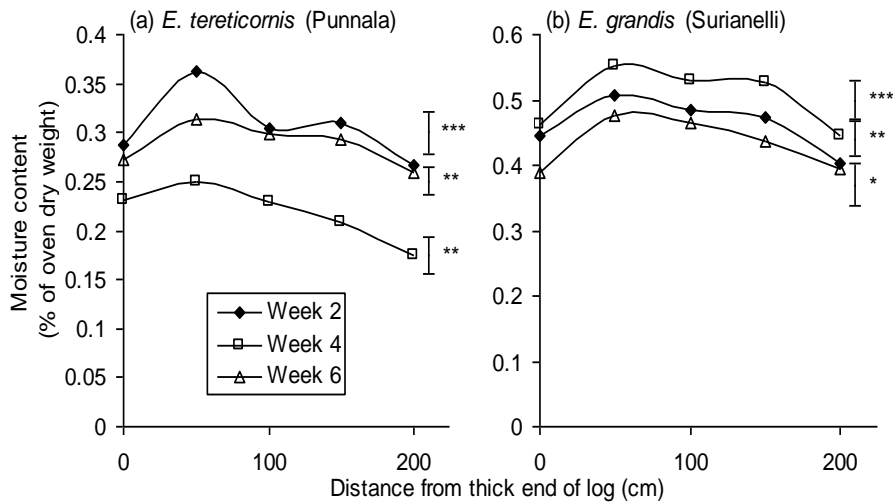 (a) E. tereticornis (Punnala)
(b) E. grandis (Surianelli)
Moisture content
(% of oven dry weight)
0.4
0.35
0.3
0.25
0.2
0.15
0.1
0.05
0
0.6
0.5
0.4
0.3
0.2
0.1
0
***
**
**
***
**
*
Week 2
Week 4
Week 6
0 100 200
0 100 200
Distance from thick end of log (cm)